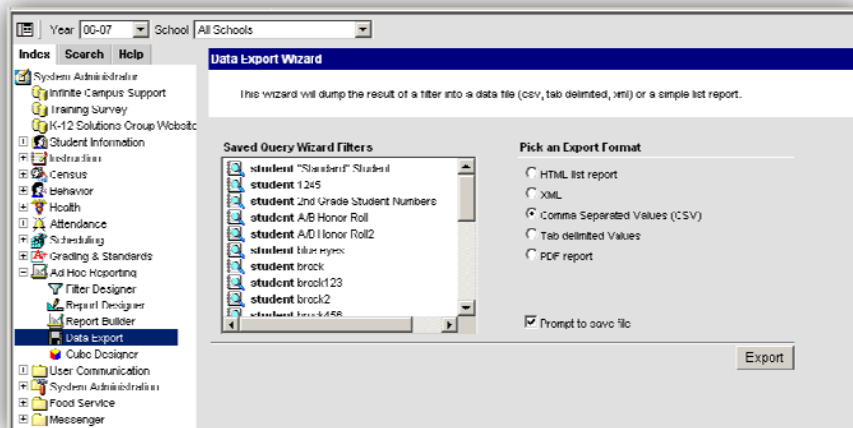 Year 06-07 School All Schools
Index Search Help
System Administrator
Infinite Campus Support
Training Survey
K-12 Solutions Group Website
Student Information
Instruction
Census
Behavior
Health
Attendance
Scheduling
Grading & Standards
Ad Hoc Reporting
Filter Designer
Report Designer
Report Builder
Data Export
Cube Designer
User Communication
System Administration
Food Service
Messenger
Data Export Wizard
This wizard will dump the result of a filter into a data file (csv, tab delimited, xml) or a simple list report.
Saved Query Wizard Filters
student "Standard" Student
student 1245
student 2nd Grade Student Numbers
student A/B Honor Roll
student A/B Honor Roll2
student blue eyes
student brock
student brock123
student brock2
student brock456
Pick an Export Format
HTML list report
XML
Comma Separated Values (CSV)
Tab delimited Values
PDF report
Prompt to save file
Export